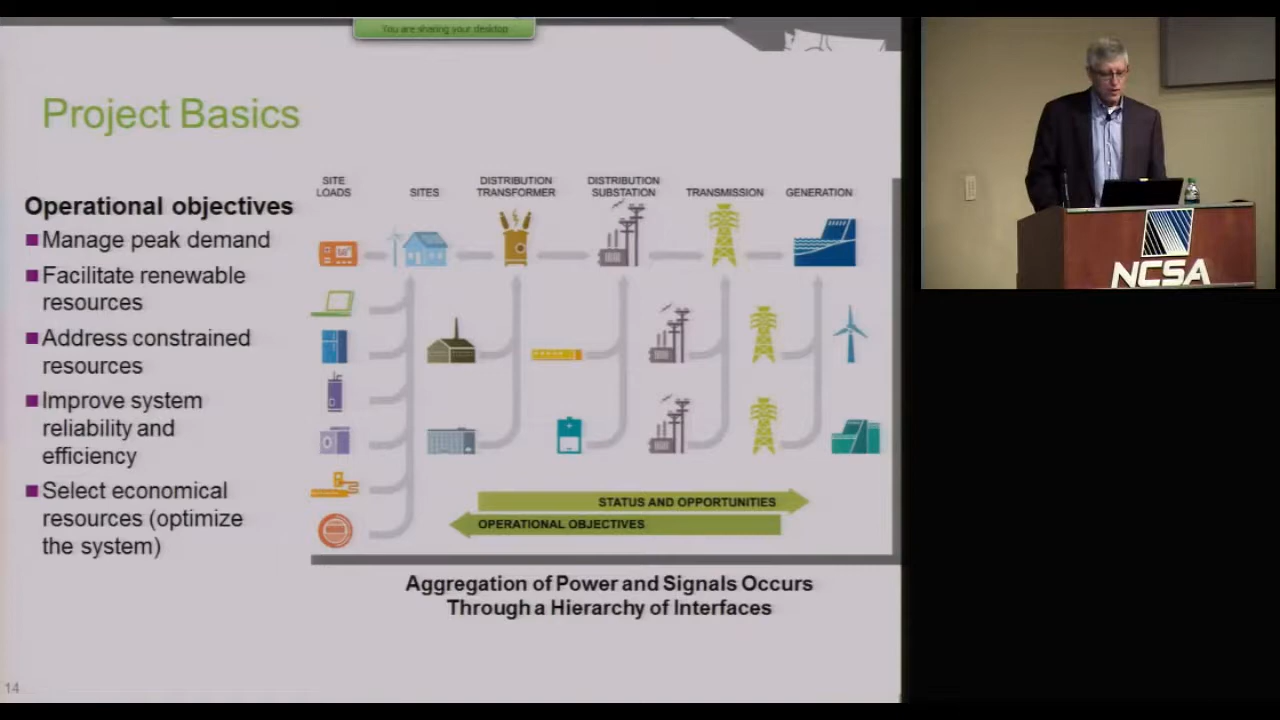 You are sharing your desktop
Project Basics
Operational objectives
Manage peak demand
Facilitate renewable
resources
Address constrained
resources
Improve system
reliability and
efficiency
Select economical
resources (optimize
the system)
SITE
LOADS
SITES
DISTRIBUTION
TRANSFORMER
DISTRIBUTION
SUBSTATION
TRANSMISSION
GENERATION
STATUS AND OPPORTUNITIES
OPERATIONAL OBJECTIVES
Aggregation of Power and Signals Occurs
Through a Hierarchy of Interfaces
14
NCSA